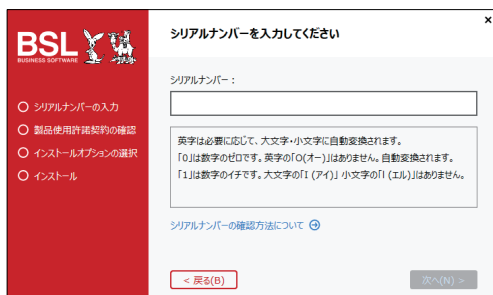 BSL
BUSINESS SOFTWARE
シリアルナンバーを入力してください
×
シリアルナンバーの入力
製品使用許諾契約の確認
インストールオプションの選択
インストール
シリアルナンバー：
英字は必要に応じて、大文字・小文字に自動変換されます。
「0」は数字のゼロです。英字の「O(オー)」はありません。自動変換されます。
「1」は数字のイチです。大文字の「I (アイ)」 小文字の「l (エル)」はありません。
シリアルナンバーの確認方法について
< 戻る(B)
次へ(N) >